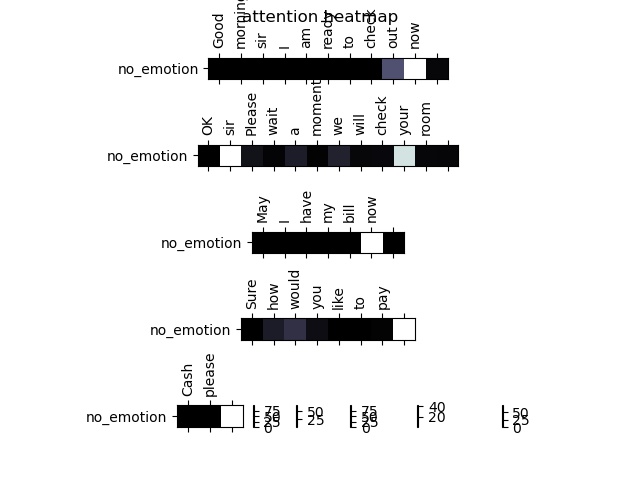 attention heatmap
Good morning sir I am ready to check out now
no_emotion
OK sir Please wait a moment we will check your room
no_emotion
May I have my bill now
no_emotion
Sure how would you like to pay
no_emotion
Cash please
no_emotion
75 50 25 0
50 25
75 50 25 0
40 20
50 25 0